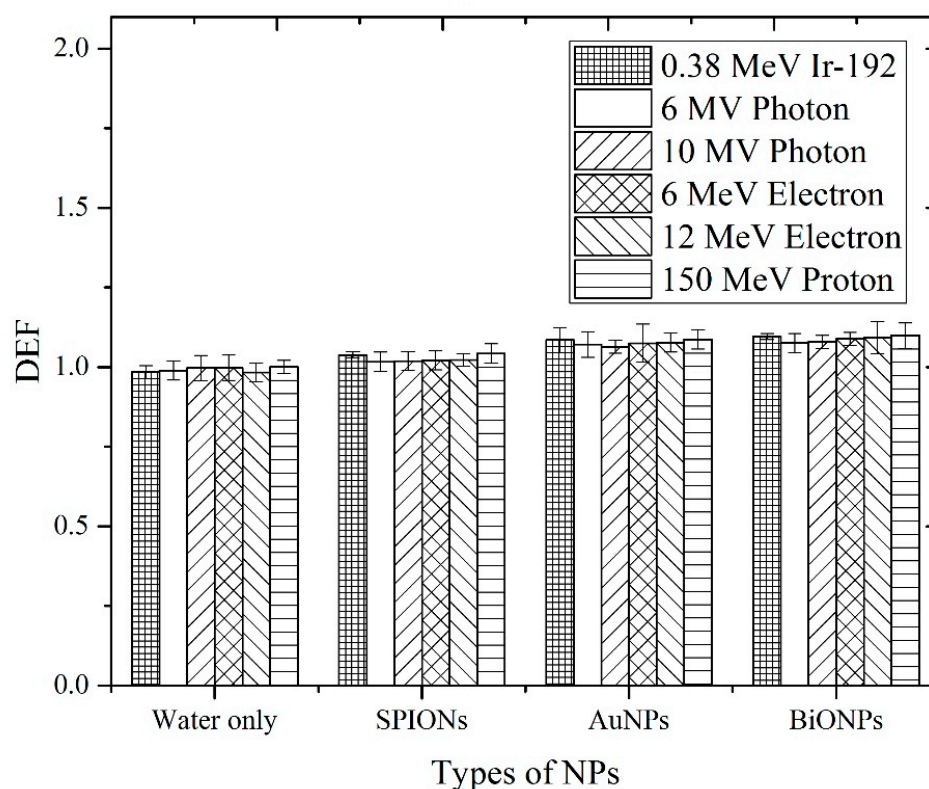 2.0
1.5
1.0
0.5
0.0
DEF
0.38 MeV Ir-192
6 MV Photon
10 MV Photon
6 MeV Electron
12 MeV Electron
150 MeV Proton
Water only
SPIONs
AuNPs
BiONPs
Types of NPs